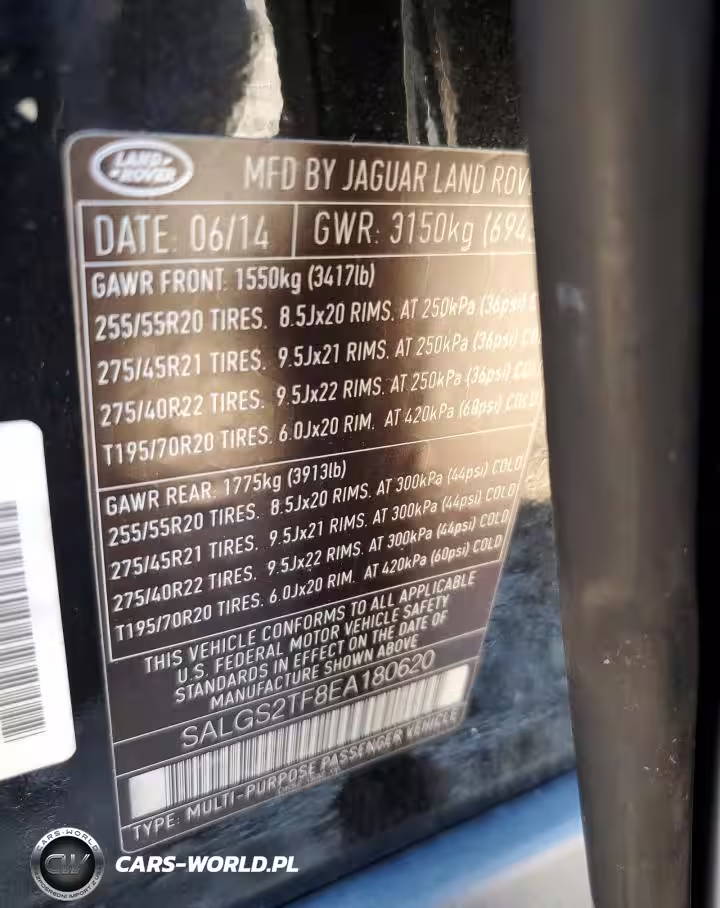 LAND-
-ROVER
MFD BY JAGUAR LAND ROV
DATE: 06/14
GWR: 3150kg (694
GAWR FRONT: 1550kg (3417lb)
255/55R20 TIRES. 8.5Jx20 RIMS. AT 250kPa (36psi) C
275/45R21 TIRES. 9.5Jx21 RIMS. AT 250kPa (36psi) CO
275/40R22 TIRES. 9.5Jx22 RIMS. AT 250kPa (36psi) COLD
T195/70R20 TIRES. 6.0Jx20 RIM. AT 420kPa (60psi) COLD
GAWR REAR: 1775kg (3913lb)
255/55R20 TIRES. 8.5Jx20 RIMS. AT 300kPa (44psi) COLD
275/45R21 TIRES. 9.5Jx21 RIMS. AT 300kPa (44psi) COLD
275/40R22 TIRES. 9.5Jx22 RIMS. AT 300kPa (44psi) COLD
T195/70R20 TIRES. 6.0Jx20 RIM. AT 420kPa (60psi) COLD
THIS VEHICLE CONFORMS TO ALL APPLICABLE
U.S. FEDERAL MOTOR VEHICLE SAFETY
STANDARDS IN EFFECT ON THE DATE OF
MANUFACTURE SHOWN ABOVE
SALGS2TF8EA180620
TYPE: MULTI-PURPOSE PASSENGER VEHICLE
CARS-WORLD
CW
CARS-WORLD.PL